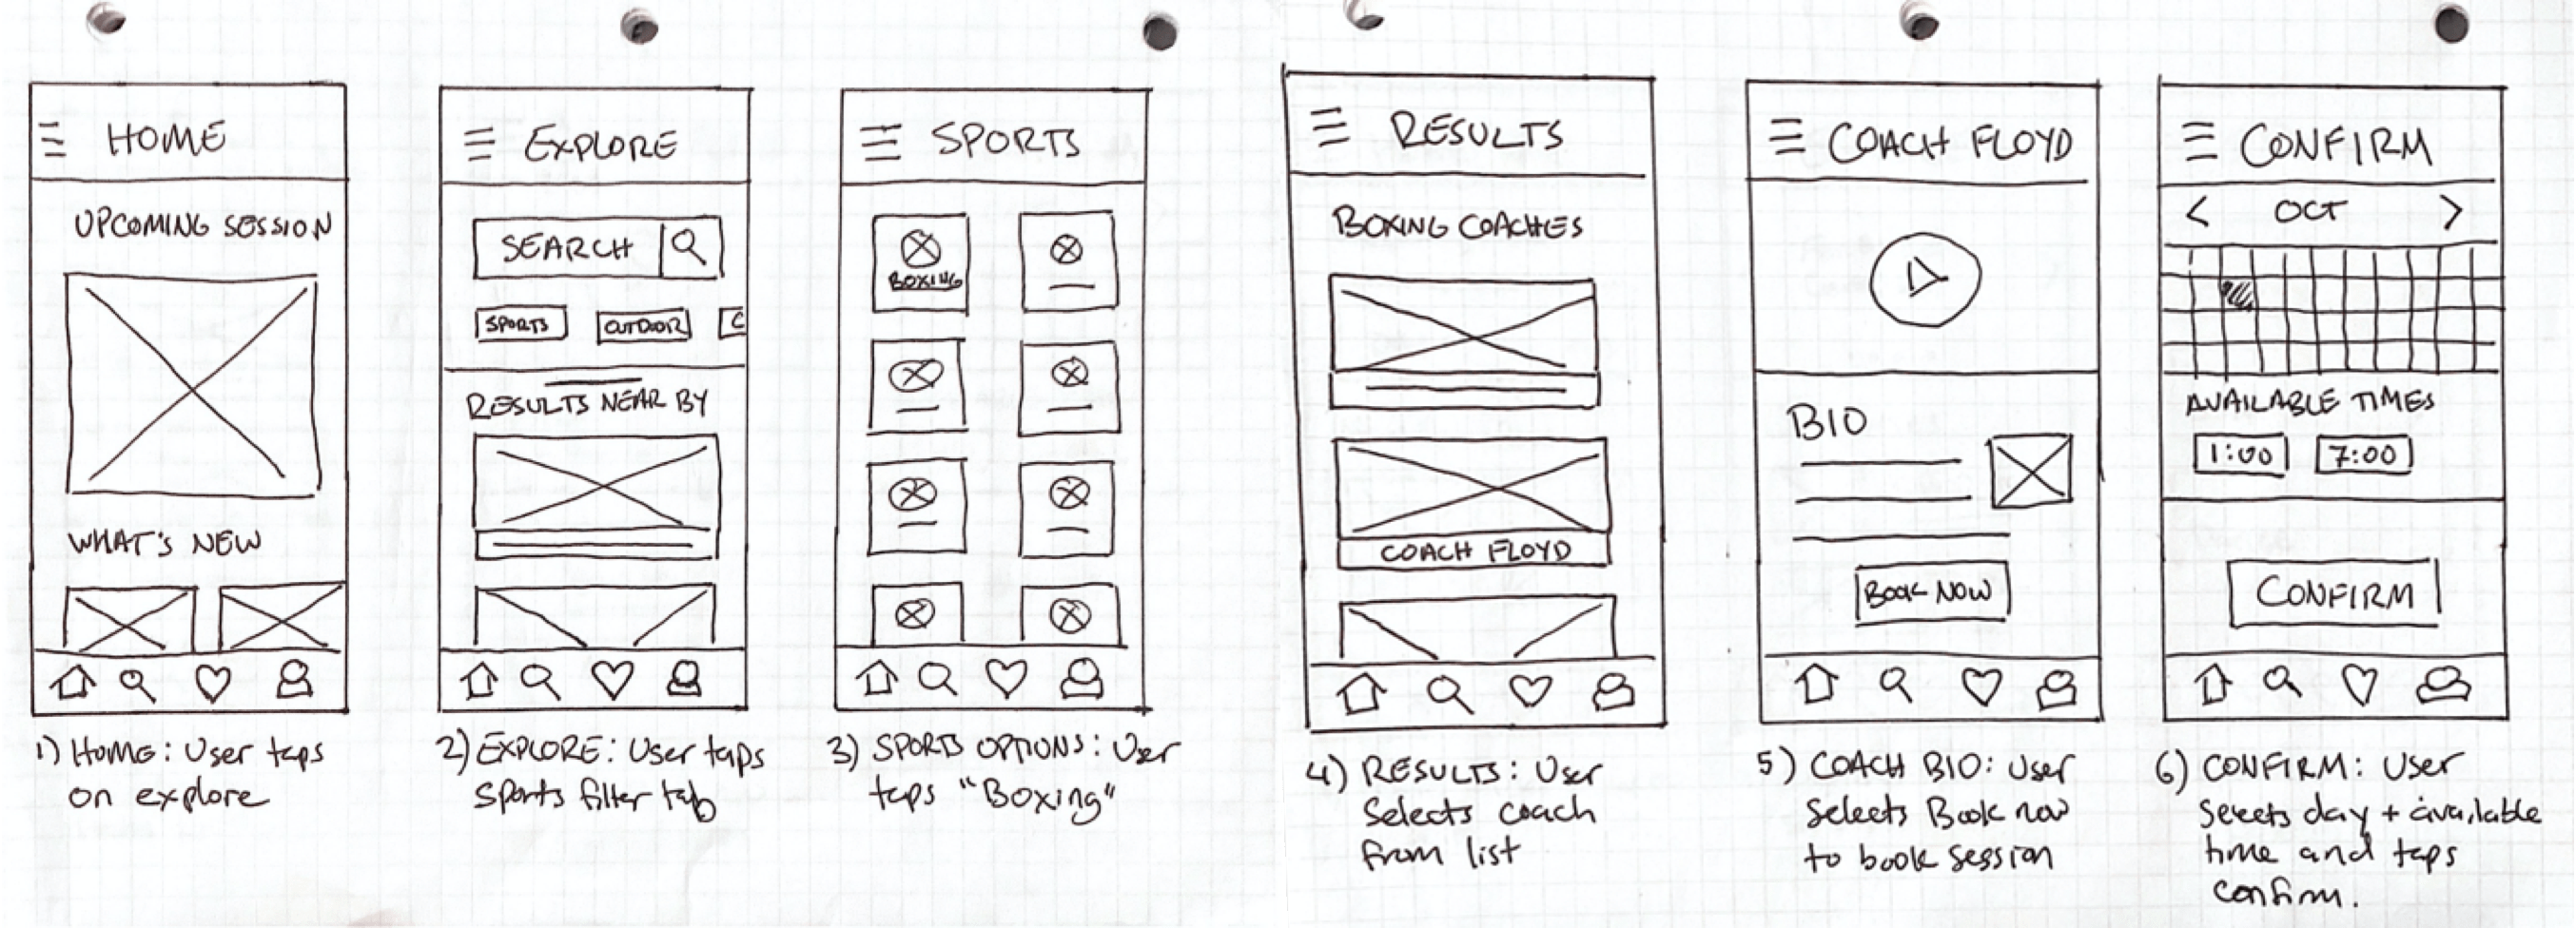 HOME
UPCOMING SESSION
WHAT'S NEW
1) HOME: User taps
on explore
EXPLORE
SEARCH
SPORTS
OUTDOOR
C
RESULTS NEAR BY
2) EXPLORE: User taps
sports filter tab
SPORTS
BOXING
3) SPORTS OPTIONS: User
taps "Boxing"
RESULTS
BOXING COACHES
COACH FLOYD
4) RESULTS: User
Selects coach
from list
COACH FLOYD
BIO
BOOK NOW
5) COACH BIO: User
Selects Book now
to book session
CONFIRM
< OCT >
AVAILABLE TIMES
1:00 7:00
CONFIRM
6) CONFIRM: User
selects day + available
time and taps
confirm.